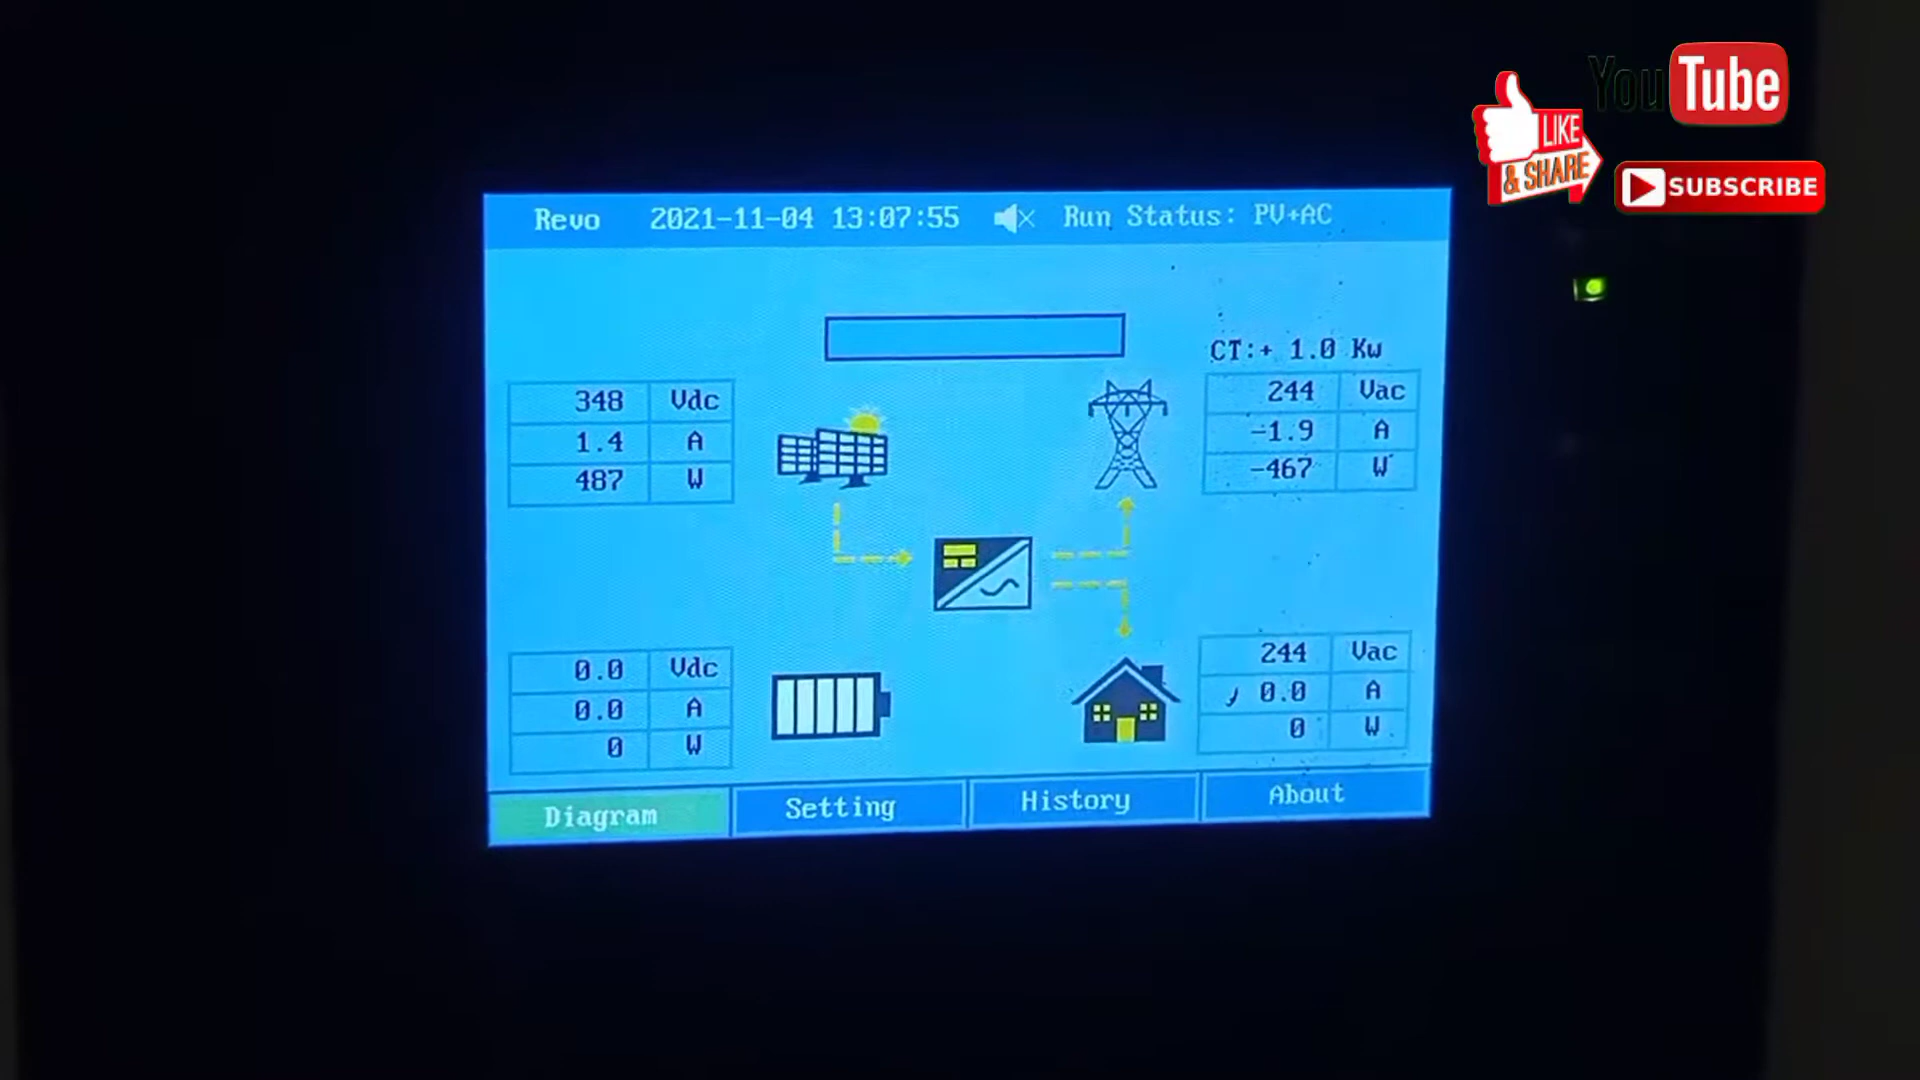 YouTube
LIKE
& SHARE
SUBSCRIBE
Revo 2021-11-04 13:07:55 Run Status: PV+AC
CT:+ 1.0 Kw
348 Vdc
1.4 A
487 W
244 Vac
-1.9 A
-467 W
0.0 Vdc
0.0 A
0 W
244 Vac
0.0 A
0 W
Diagram Setting History About